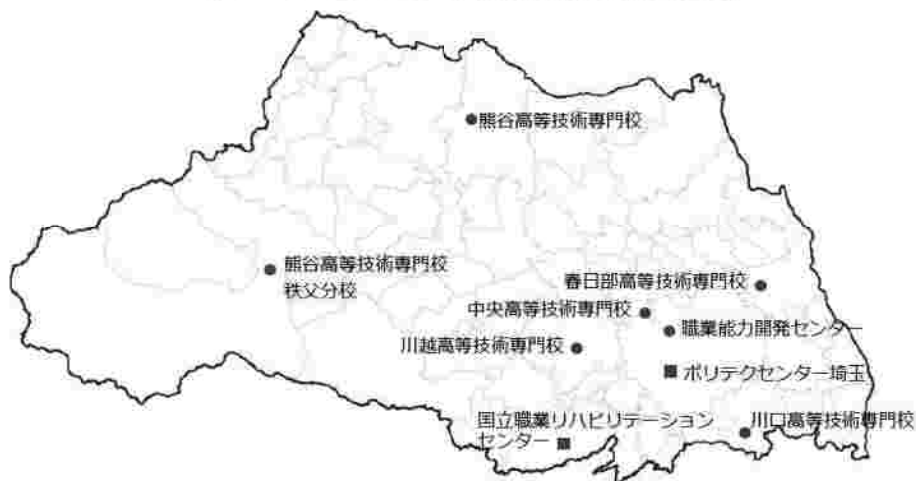 熊谷高等技術専門校
熊谷高等技術専門校
秩父分校
春日部高等技術専門校
中央高等技術専門校
職業能力開発センター
川越高等技術専門校
ポリテクセンター埼玉
国立職業リハビリテーション
センター
川口高等技術専門校